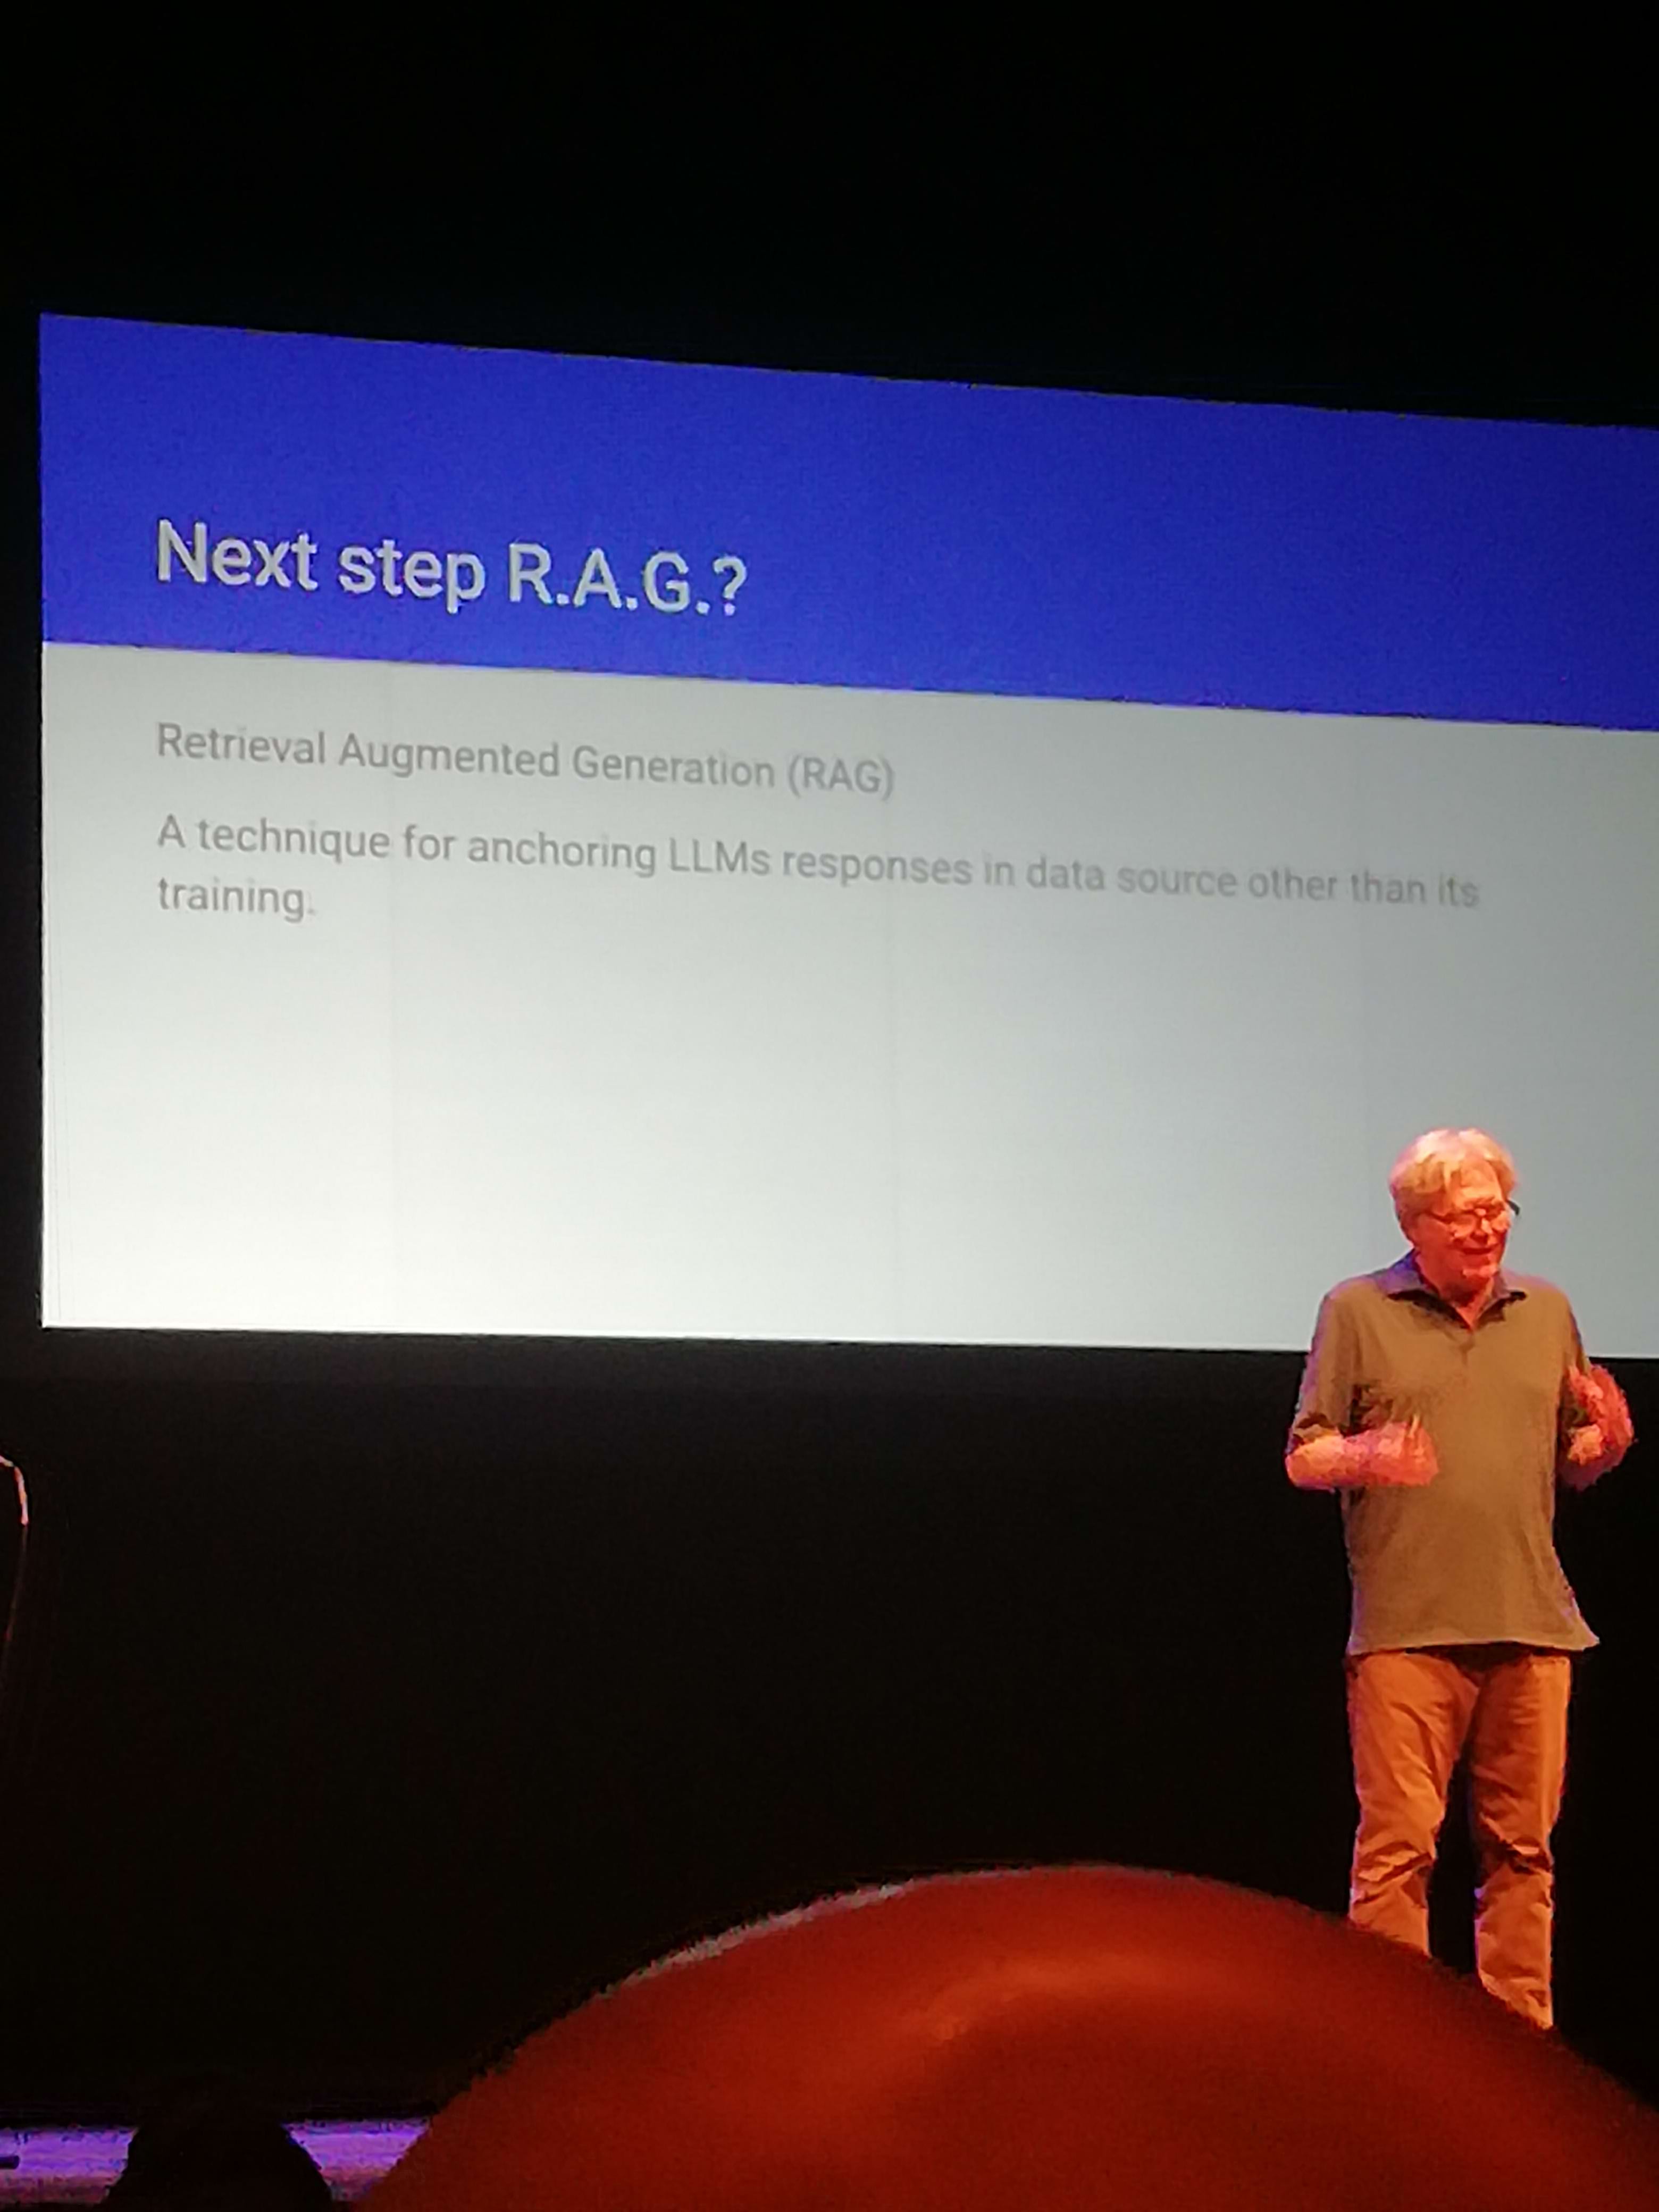 Next step R.A.G.?
Retrieval Augmented Generation (RAG)
A technique for anchoring LLMs responses in data source other than its
training.